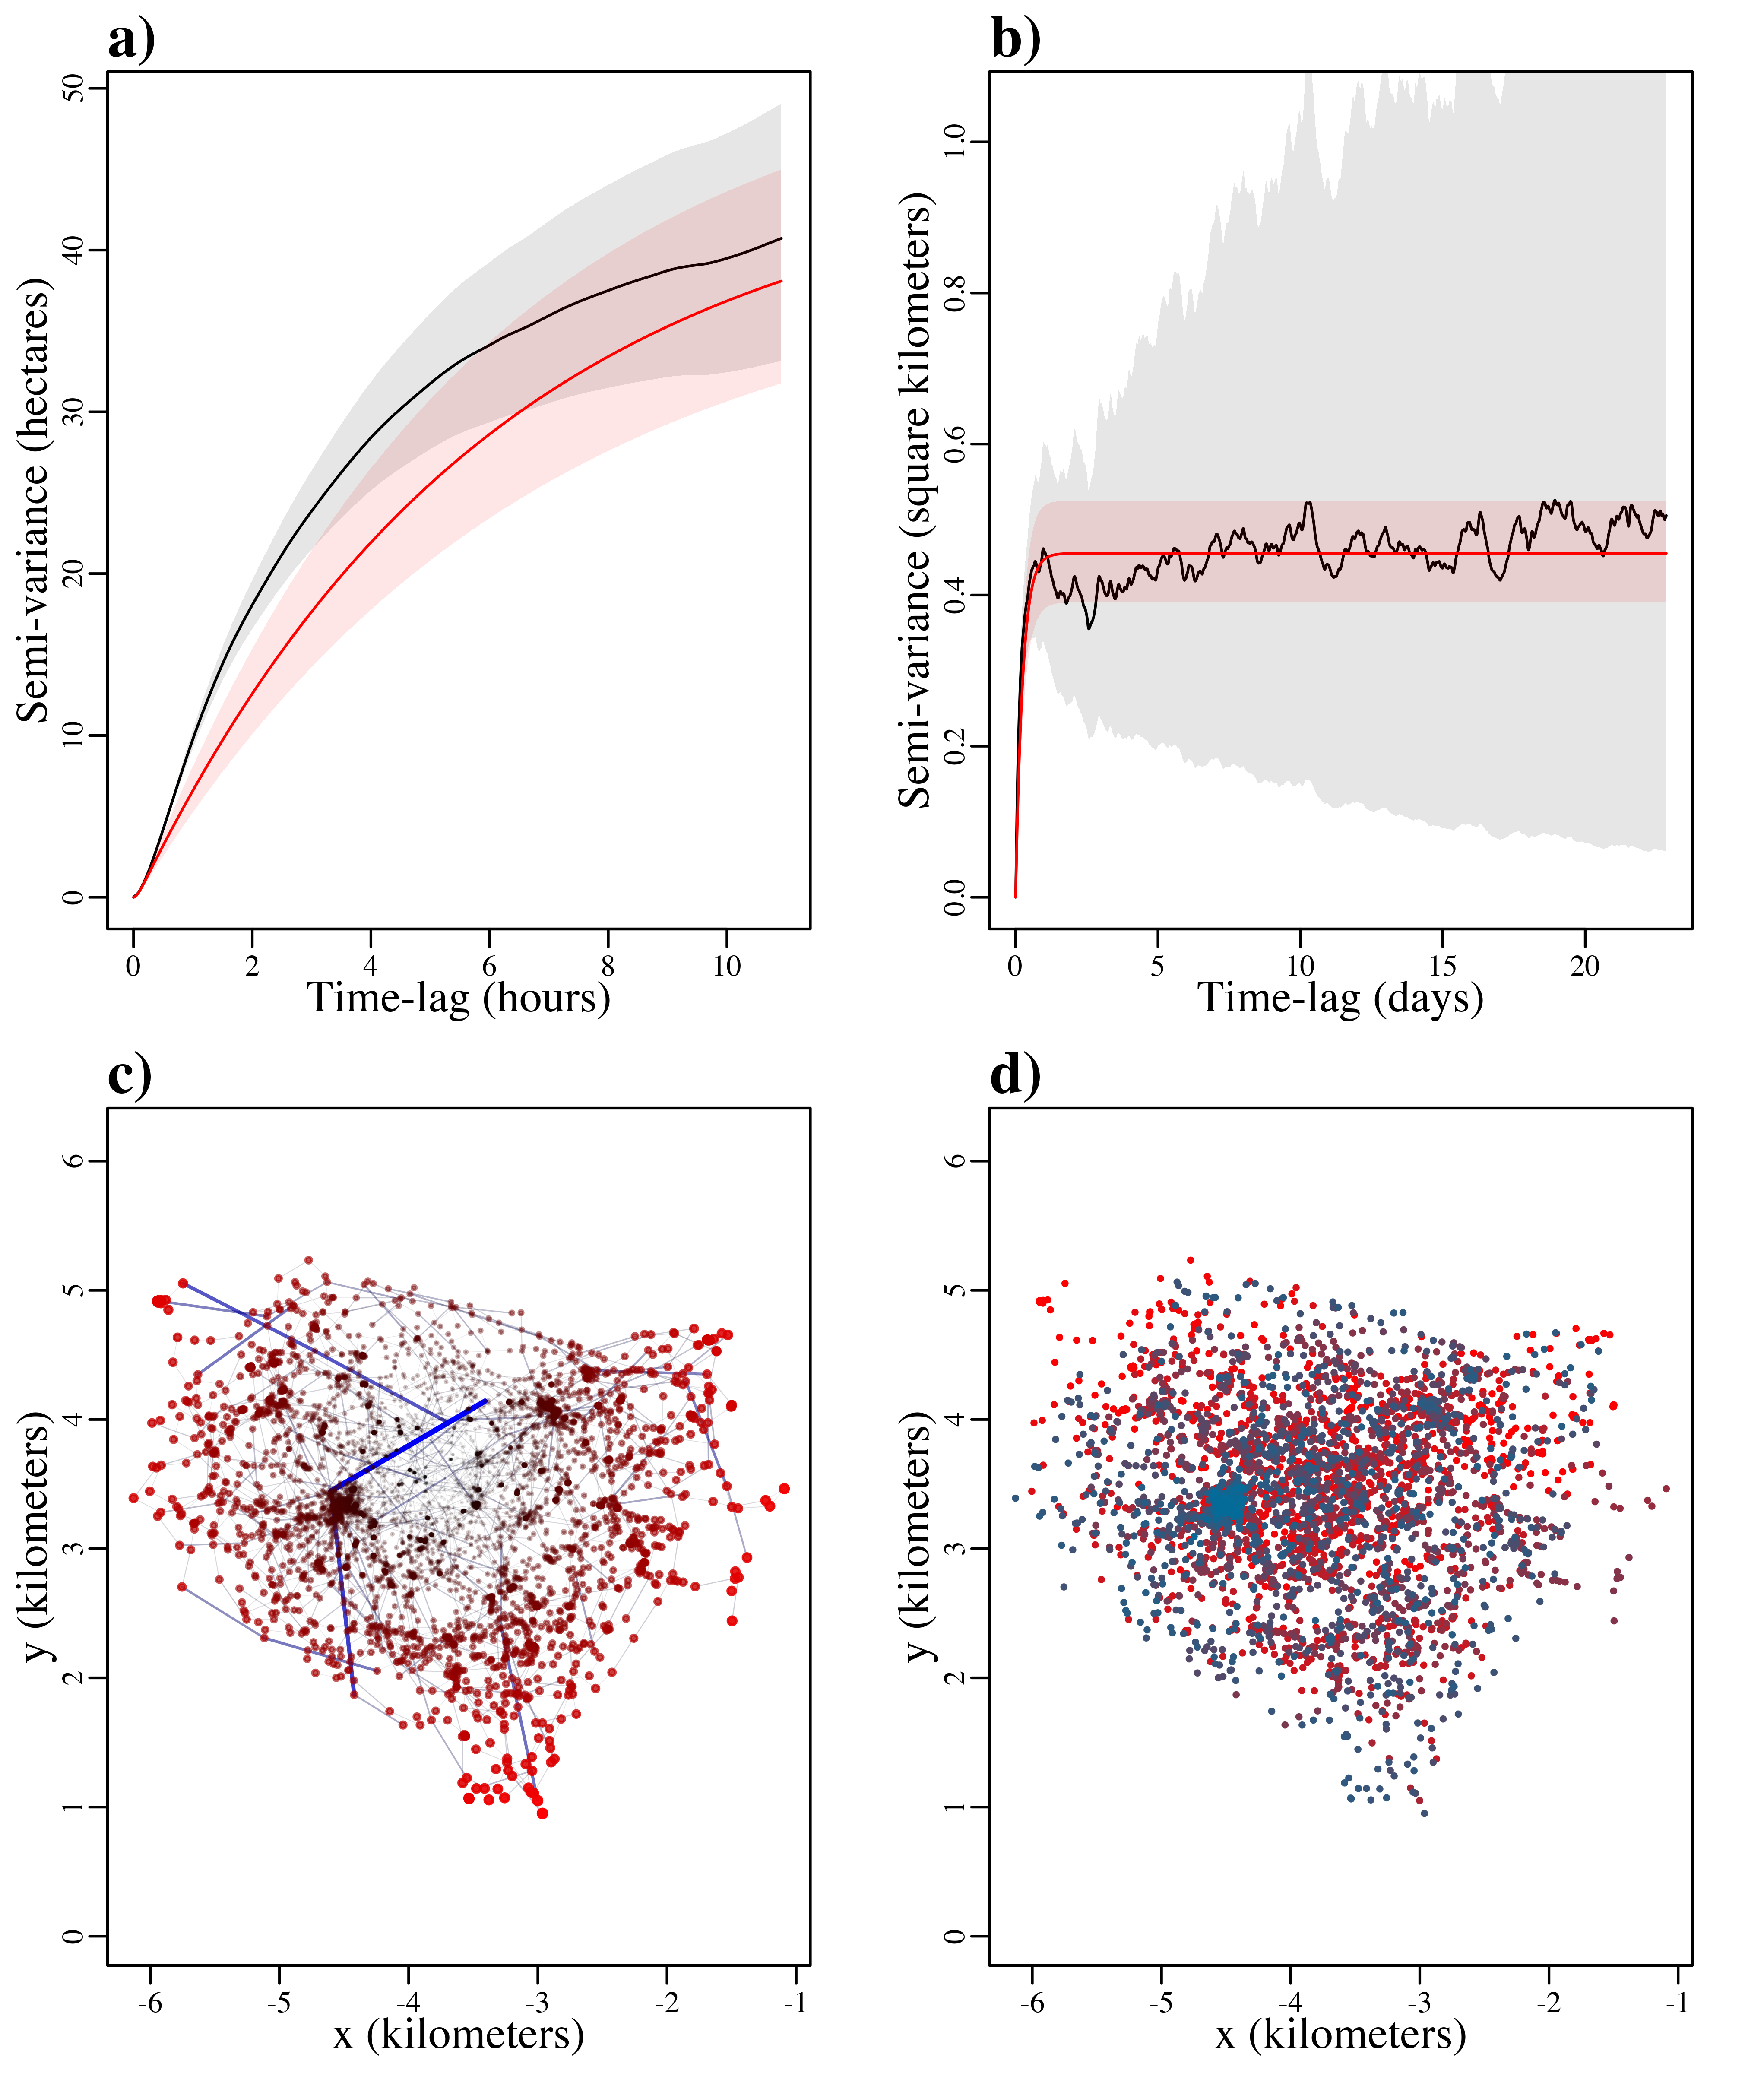 a)
Semi-variance (hectares)
50
40
30
20
10
0
0 2 4 6 8 10
Time-lag (hours)
b)
Semi-variance (square kilometers)
1.0
0.8
0.6
0.4
0.2
0.0
0 5 10 15 20
Time-lag (days)
c)
y (kilometers)
6
5
4
3
2
1
0
-6 -5 -4 -3 -2 -1
x (kilometers)
d)
y (kilometers)
6
5
4
3
2
1
0
-6 -5 -4 -3 -2 -1
x (kilometers)